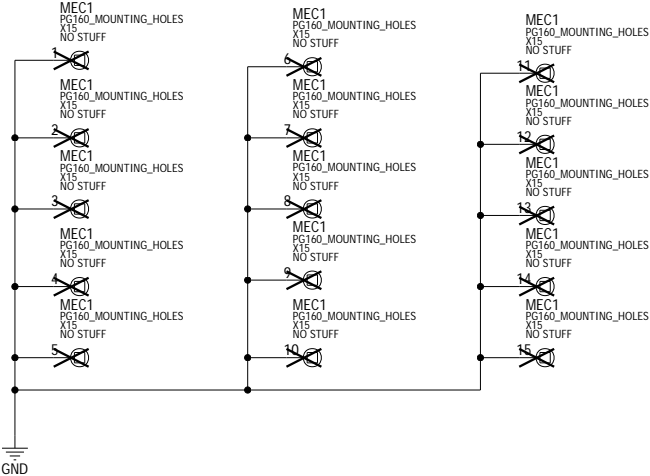 MEC1
PG160_MOUNTING_HOLES
X15
NO STUFF
1
MEC1
PG160_MOUNTING_HOLES
X15
NO STUFF
2
MEC1
PG160_MOUNTING_HOLES
X15
NO STUFF
3
MEC1
PG160_MOUNTING_HOLES
X15
NO STUFF
4
MEC1
PG160_MOUNTING_HOLES
X15
NO STUFF
5
MEC1
PG160_MOUNTING_HOLES
X15
NO STUFF
6
MEC1
PG160_MOUNTING_HOLES
X15
NO STUFF
7
MEC1
PG160_MOUNTING_HOLES
X15
NO STUFF
8
MEC1
PG160_MOUNTING_HOLES
X15
NO STUFF
9
MEC1
PG160_MOUNTING_HOLES
X15
NO STUFF
10
MEC1
PG160_MOUNTING_HOLES
X15
NO STUFF
11
MEC1
PG160_MOUNTING_HOLES
X15
NO STUFF
12
MEC1
PG160_MOUNTING_HOLES
X15
NO STUFF
13
MEC1
PG160_MOUNTING_HOLES
X15
NO STUFF
14
MEC1
PG160_MOUNTING_HOLES
X15
NO STUFF
15
GND